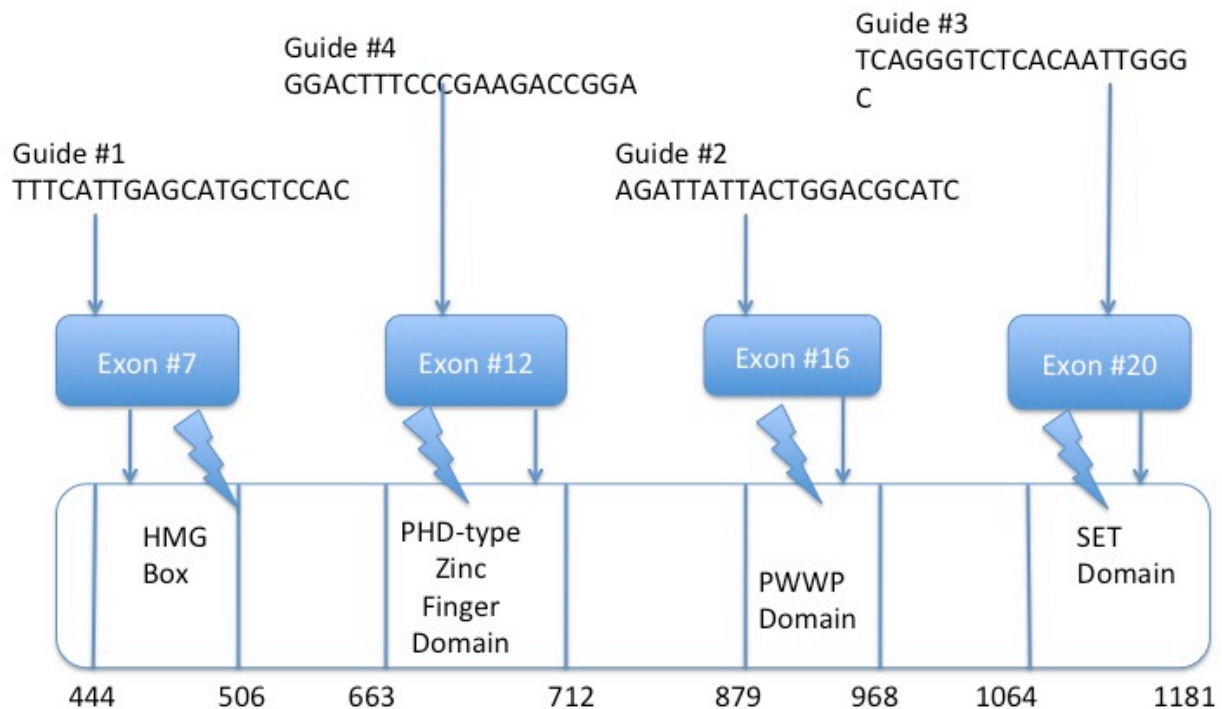 Guide #3
TCAGGGTCTCACAATTGGG
C
Guide #4
GGACTTTCCCGAAGACCGGA
Guide #1
TTTCATTGAGCATGCTCCAC
Guide #2
AGATTATTACTGGACGCATC
Exon #7
Exon #12
Exon #16
Exon #20
HMG
Box
PHD-type
Zinc
Finger
Domain
PWWP
Domain
SET
Domain
444
506
663
712
879
968
1064
1181